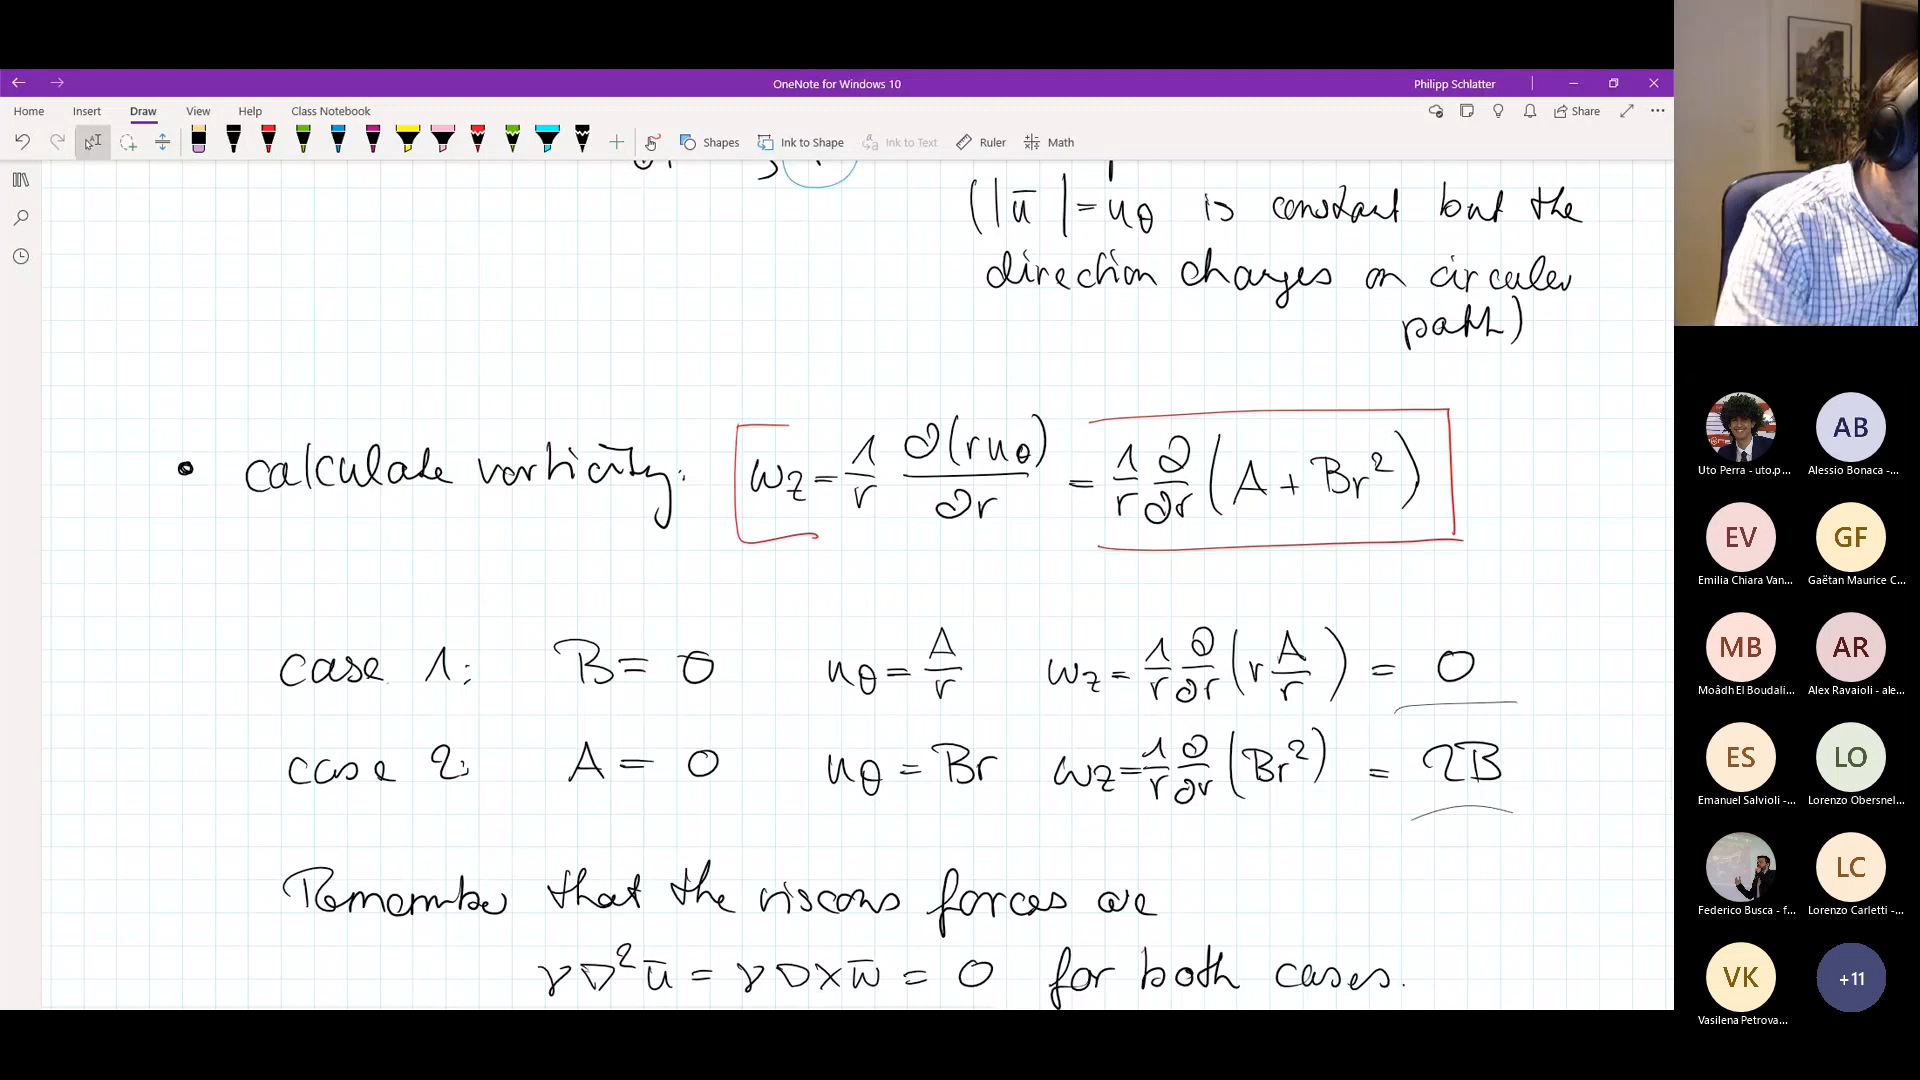 OneNote for Windows 10
Philipp Schlatter
Home Insert Draw View Help Class Notebook
Share
Shapes Ink to Shape Ink to Text Ruler Math
(|ū| = uθ is constant but the
direction changes on circular
path)
• calculate vorticity: ωz = 1/r ∂(ruθ)/∂r = 1/r ∂/∂r (A + Br²)
case 1: B = 0 uθ = A/r ωz = 1/r ∂/∂r (r A/r) = 0
case 2: A = 0 uθ = Br ωz = 1/r ∂/∂r (Br²) = 2B
Remember that the viscous forces are
ν∇²ū = ν∇×ω̄ = 0 for both cases.
Uto Perra - uto.p...
AB
Alessio Bonaca -...
EV
Emilia Chiara Van...
GF
Gaëtan Maurice C...
MB
Moâdh El Boudali...
AR
Alex Ravaioli - ale...
ES
Emanuel Salvioli -...
LO
Lorenzo Obersnel...
Federico Busca - f...
LC
Lorenzo Carletti -...
VK
Vasilena Petrova...
+11